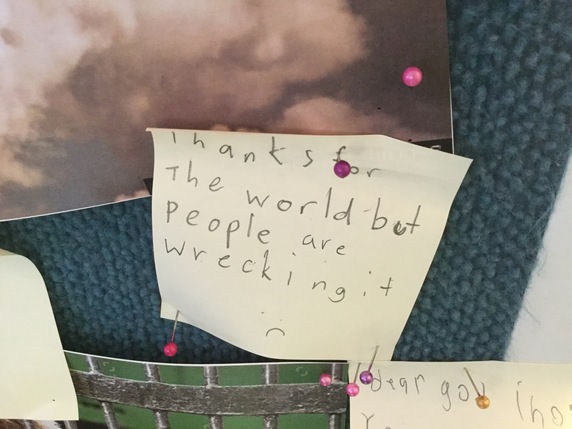 Thanks for
The world but
People are
wrecking it
:(
dear god